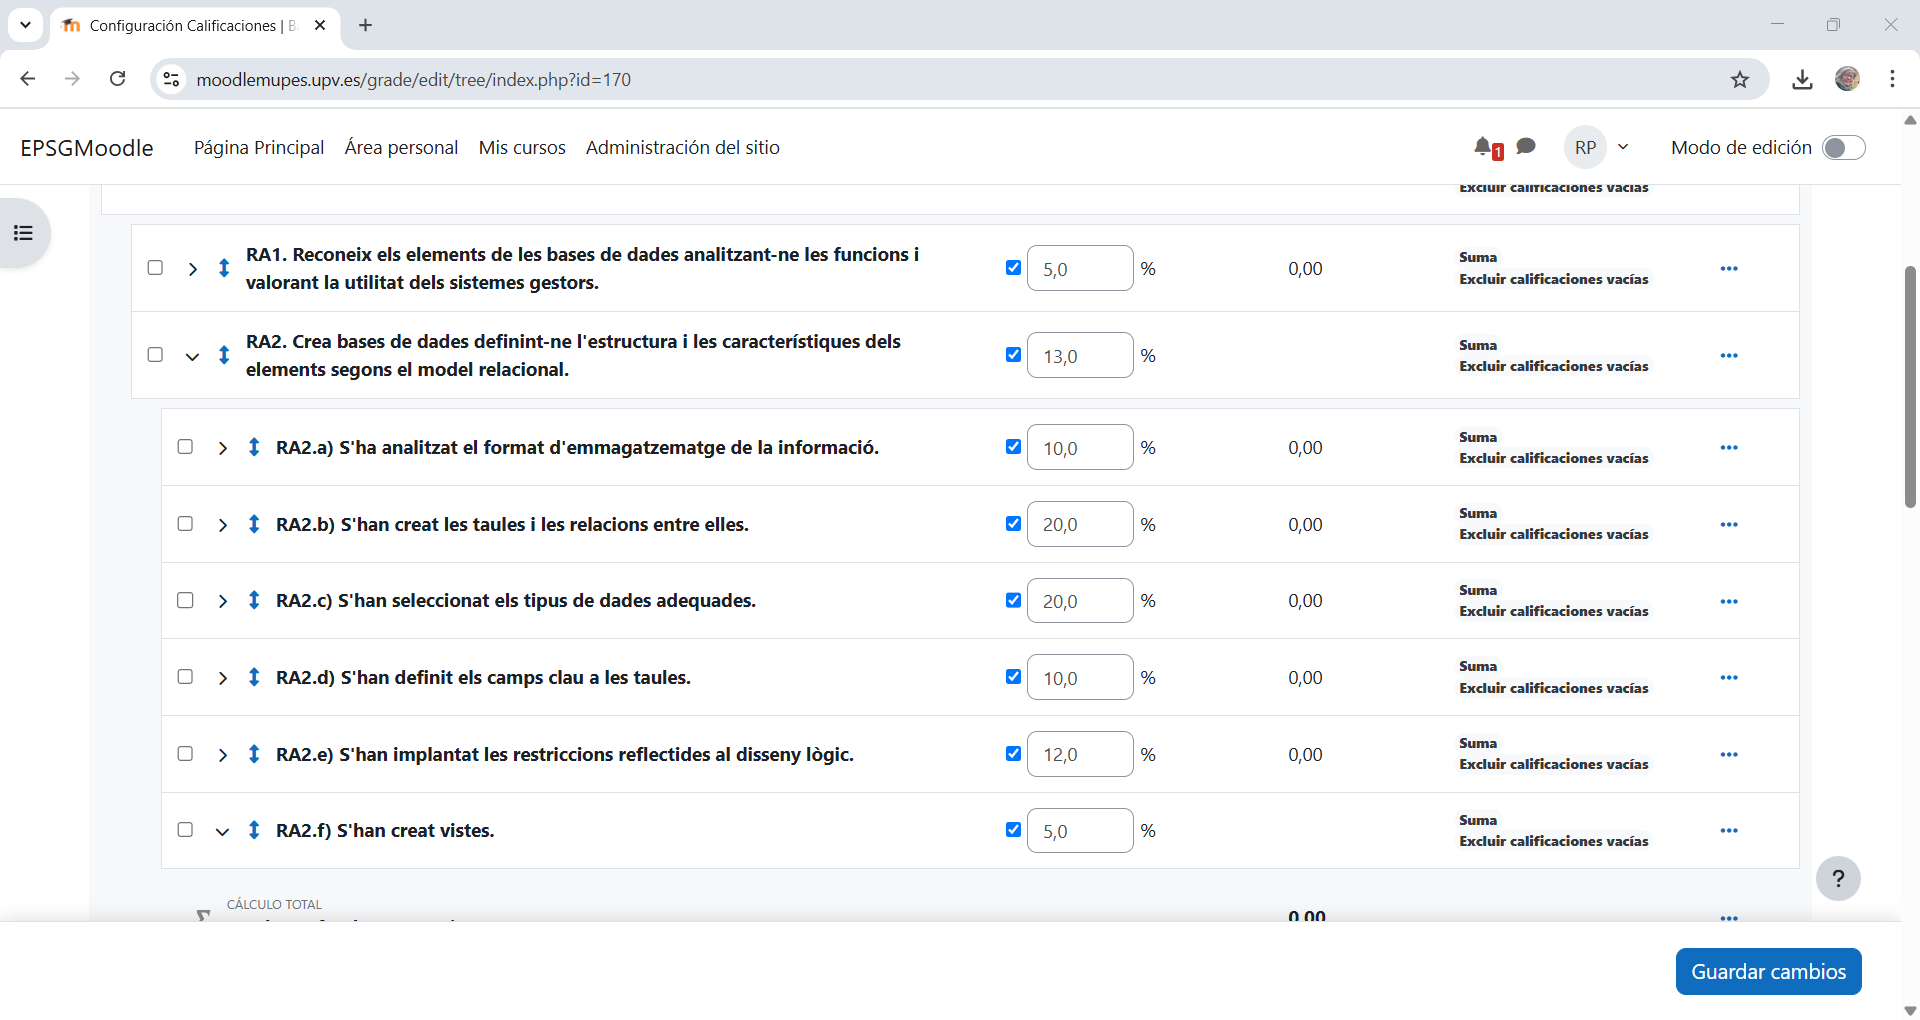 Configuración Calificaciones | B
moodlemupes.upv.es/grade/edit/tree/index.php?id=170
EPSGMoodle Página Principal Área personal Mis cursos Administración del sitio 1 RP Modo de edición
Excluir calificaciones vacías
RA1. Reconeix els elements de les bases de dades analitzant-ne les funcions i
valorant la utilitat dels sistemes gestors.
5,0 % 0,00
Suma
Excluir calificaciones vacías
RA2. Crea bases de dades definint-ne l'estructura i les característiques dels
elements segons el model relacional.
13,0 %
Suma
Excluir calificaciones vacías
RA2.a) S'ha analitzat el format d'emmagatzematge de la informació. 10,0 % 0,00
Suma
Excluir calificaciones vacías
RA2.b) S'han creat les taules i les relacions entre elles. 20,0 % 0,00
Suma
Excluir calificaciones vacías
RA2.c) S'han seleccionat els tipus de dades adequades. 20,0 % 0,00
Suma
Excluir calificaciones vacías
RA2.d) S'han definit els camps clau a les taules. 10,0 % 0,00
Suma
Excluir calificaciones vacías
RA2.e) S'han implantat les restriccions reflectides al disseny lògic. 12,0 % 0,00
Suma
Excluir calificaciones vacías
RA2.f) S'han creat vistes. 5,0 %
Suma
Excluir calificaciones vacías
CÁLCULO TOTAL
0,00
?
Guardar cambios